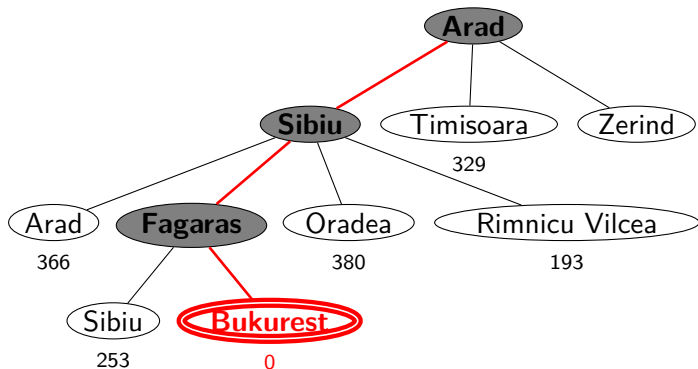 Arad
Sibiu Timisoara Zerind
329
Arad Fagaras Oradea Rimnicu Vilcea
366 380 193
Sibiu Bukurest
253 0